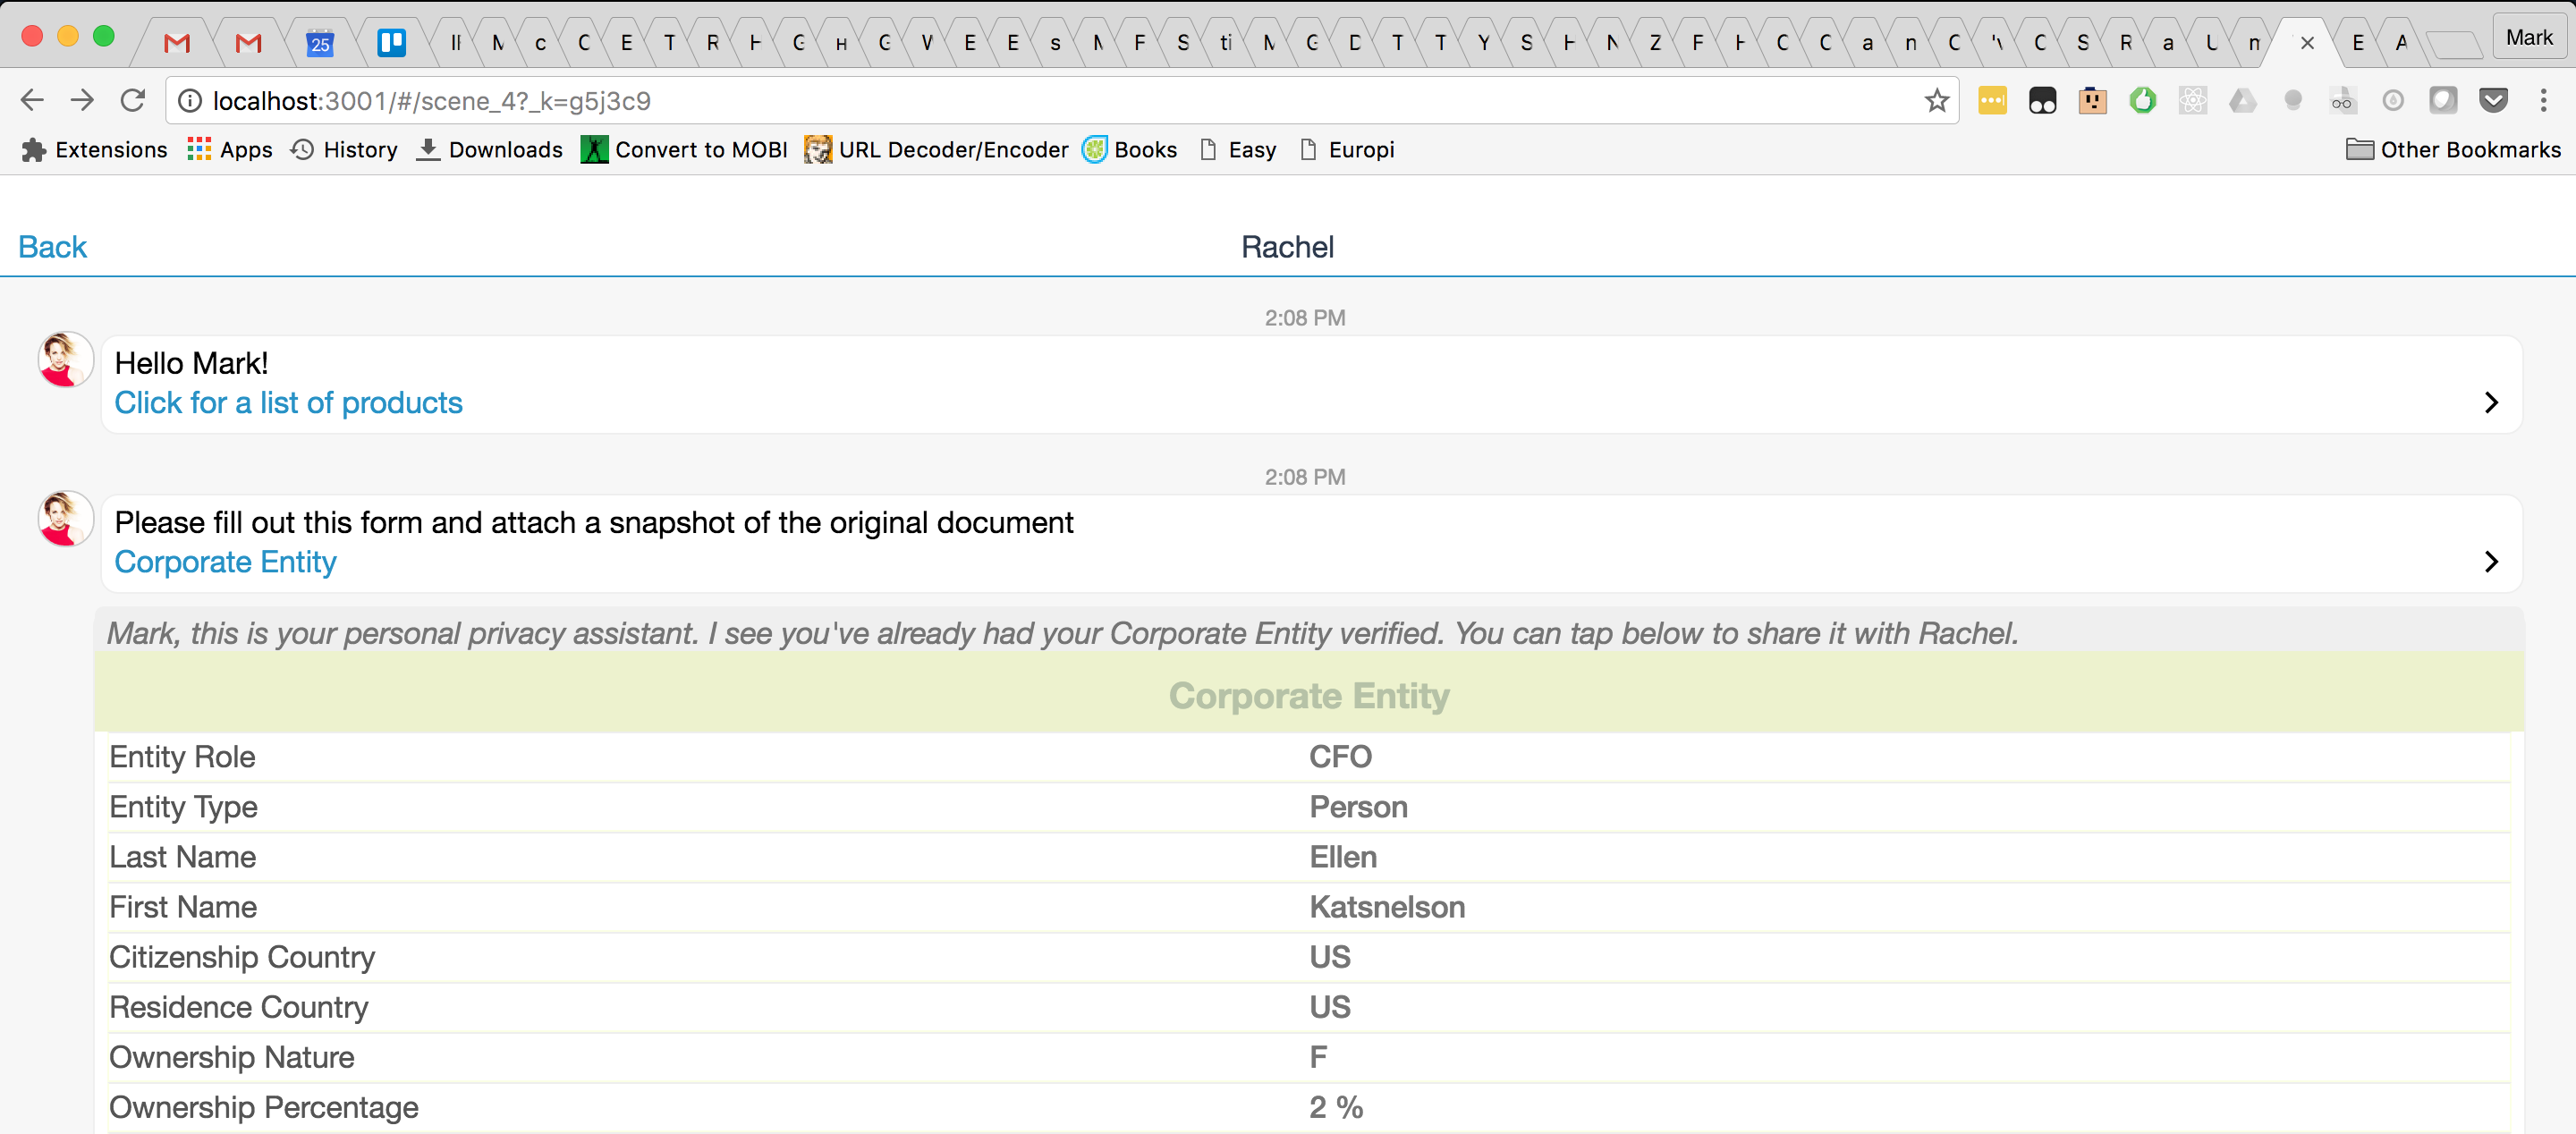 25 Il M c C E T R H G H G W E E s M F S ti M G D T T Y S H N Z F H C C a n C 'v C S R a U m E A Mark
localhost:3001/#/scene_4?_k=g5j3c9
Extensions Apps History Downloads Convert to MOBI URL Decoder/Encoder Books Easy Europi Other Bookmarks
Back Rachel
2:08 PM
Hello Mark!
Click for a list of products
2:08 PM
Please fill out this form and attach a snapshot of the original document
Corporate Entity
Mark, this is your personal privacy assistant. I see you've already had your Corporate Entity verified. You can tap below to share it with Rachel.
Corporate Entity
Entity Role CFO
Entity Type Person
Last Name Ellen
First Name Katsnelson
Citizenship Country US
Residence Country US
Ownership Nature F
Ownership Percentage 2 %